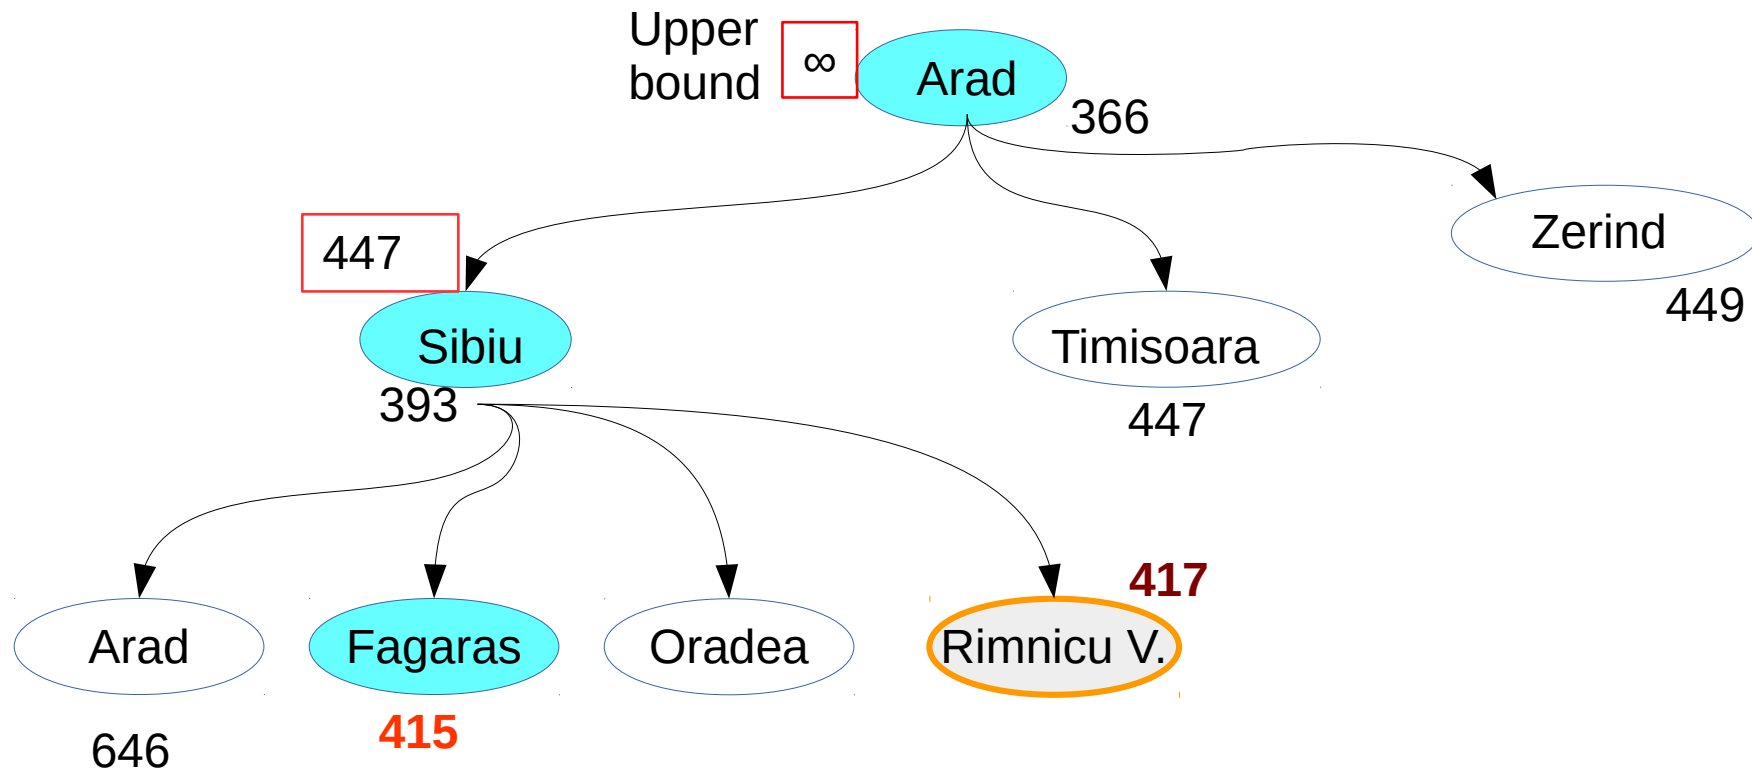 Upper
bound
∞
Arad
366
Zerind
449
447
Sibiu
393
Timisoara
447
417
Arad
Fagaras
Oradea
Rimnicu V.
646
415